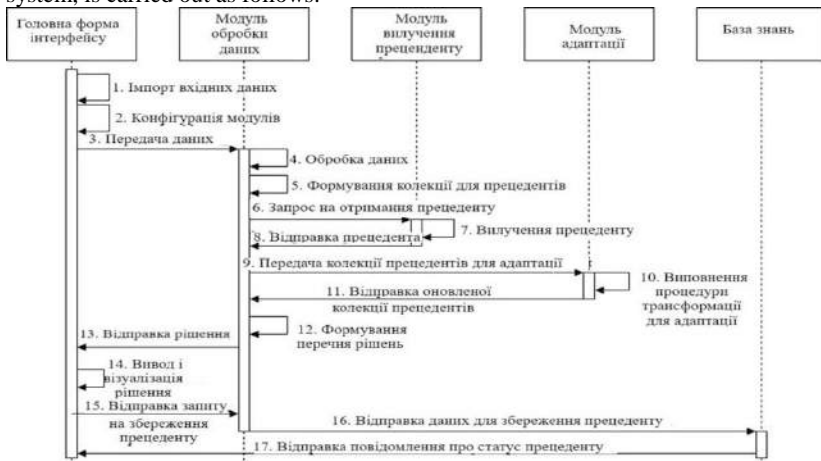 system, is carried out as follows:
Головна форма
інтерфейсу
Модуль
обробки
даних
Модуль
вилучення
прецеденту
Модуль
адаптації
База знань
1. Імпорт вхідних даних
2. Конфігурація модулів
3. Передача даних
4. Обробка даних
5. Формування колекції для прецедентів
6. Запрос на отримання прецеденту
7. Вилучення прецеденту
8. Відправка прецедента
9. Передача колекції прецедентів для адаптації
10. Виповнення
процедури
трансформації
для адаптації
11. Відправка оновленої
колекції прецедентів
12. Формування
перечня рішень
13. Відправка рішення
14. Вивод і
візуалізація
рішення
15. Відправка запиту
на збереження
прецеденту
16. Відправка даних для збереження прецеденту
17. Відправка повідомлення про статус прецеденту